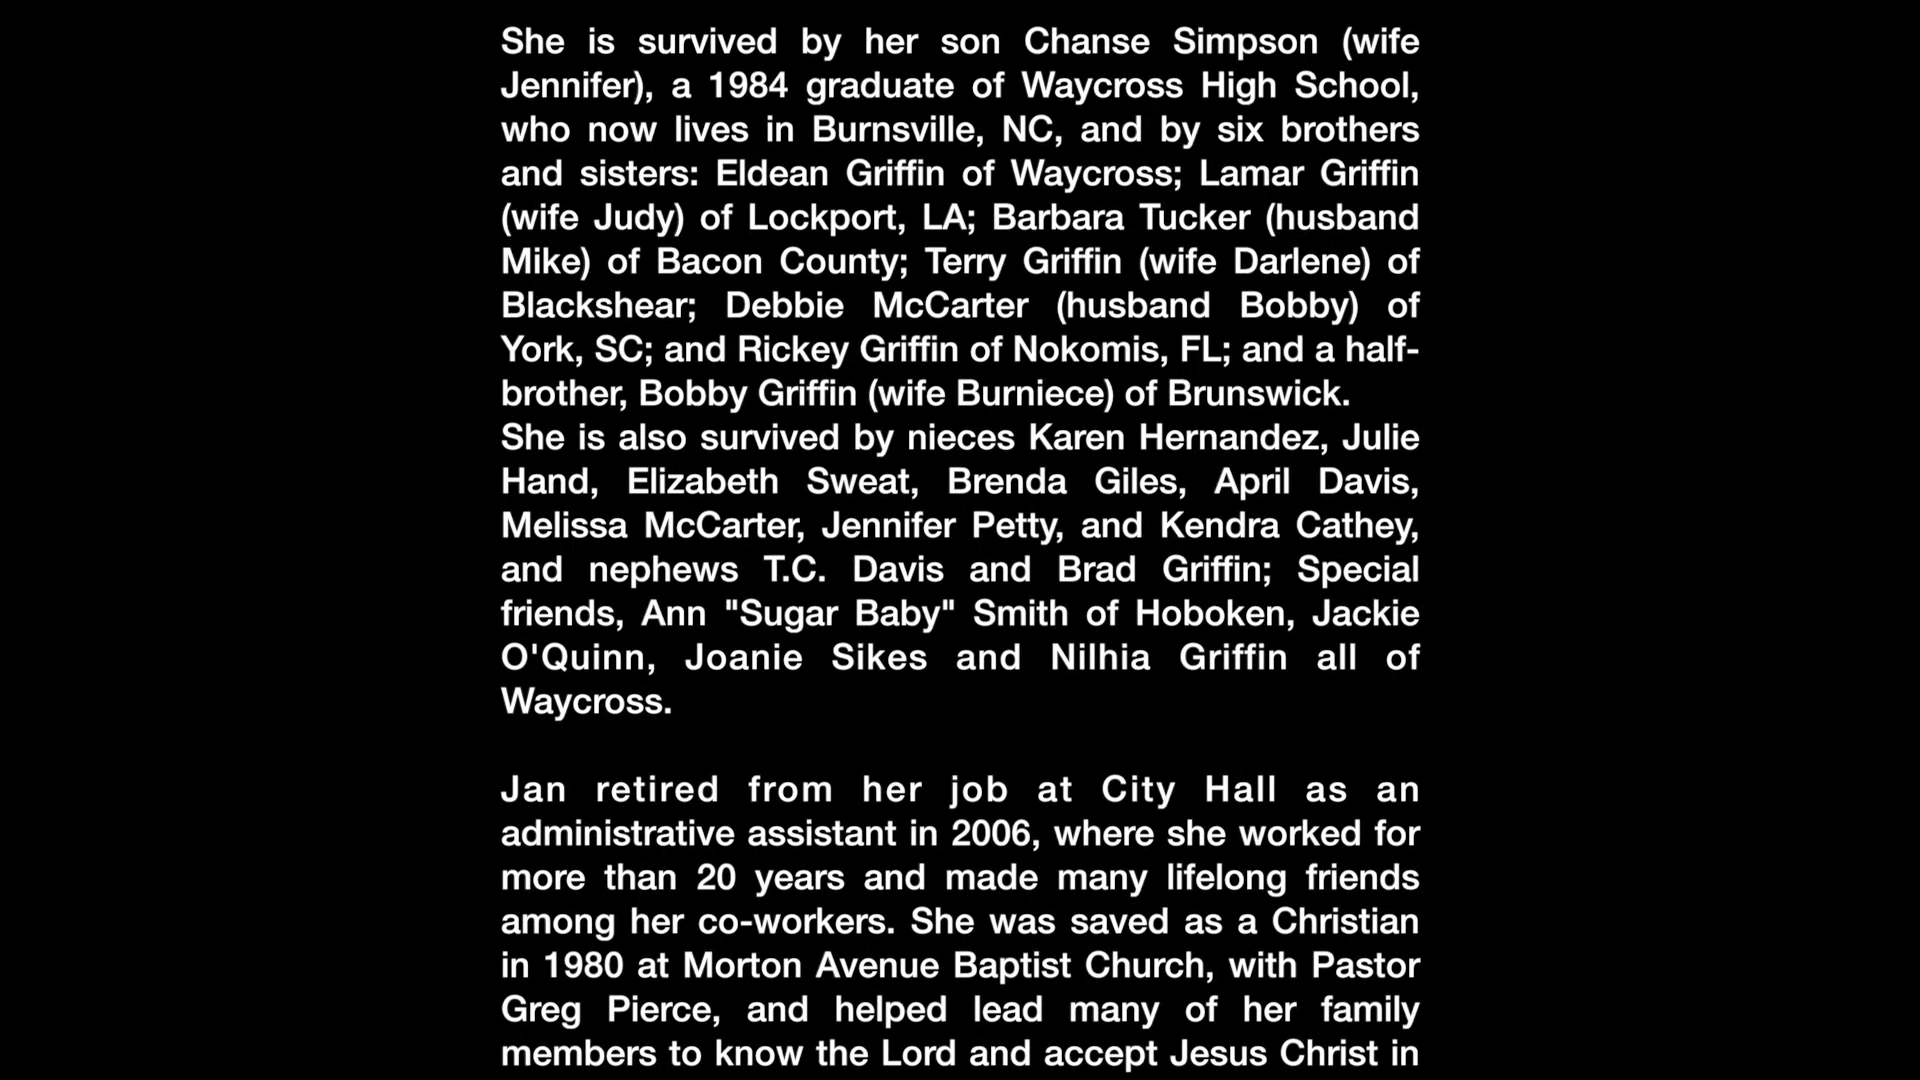 She is survived by her son Chanse Simpson (wife
Jennifer), a 1984 graduate of Waycross High School,
who now lives in Burnsville, NC, and by six brothers
and sisters: Eldean Griffin of Waycross; Lamar Griffin
(wife Judy) of Lockport, LA; Barbara Tucker (husband
Mike) of Bacon County; Terry Griffin (wife Darlene) of
Blackshear; Debbie McCarter (husband Bobby) of
York, SC; and Rickey Griffin of Nokomis, FL; and a half-
brother, Bobby Griffin (wife Burniece) of Brunswick.
She is also survived by nieces Karen Hernandez, Julie
Hand, Elizabeth Sweat, Brenda Giles, April Davis,
Melissa McCarter, Jennifer Petty, and Kendra Cathey,
and nephews T.C. Davis and Brad Griffin; Special
friends, Ann "Sugar Baby" Smith of Hoboken, Jackie
O'Quinn, Joanie Sikes and Nilhia Griffin all of
Waycross.
Jan retired from her job at City Hall as an
administrative assistant in 2006, where she worked for
more than 20 years and made many lifelong friends
among her co-workers. She was saved as a Christian
in 1980 at Morton Avenue Baptist Church, with Pastor
Greg Pierce, and helped lead many of her family
members to know the Lord and accept Jesus Christ in